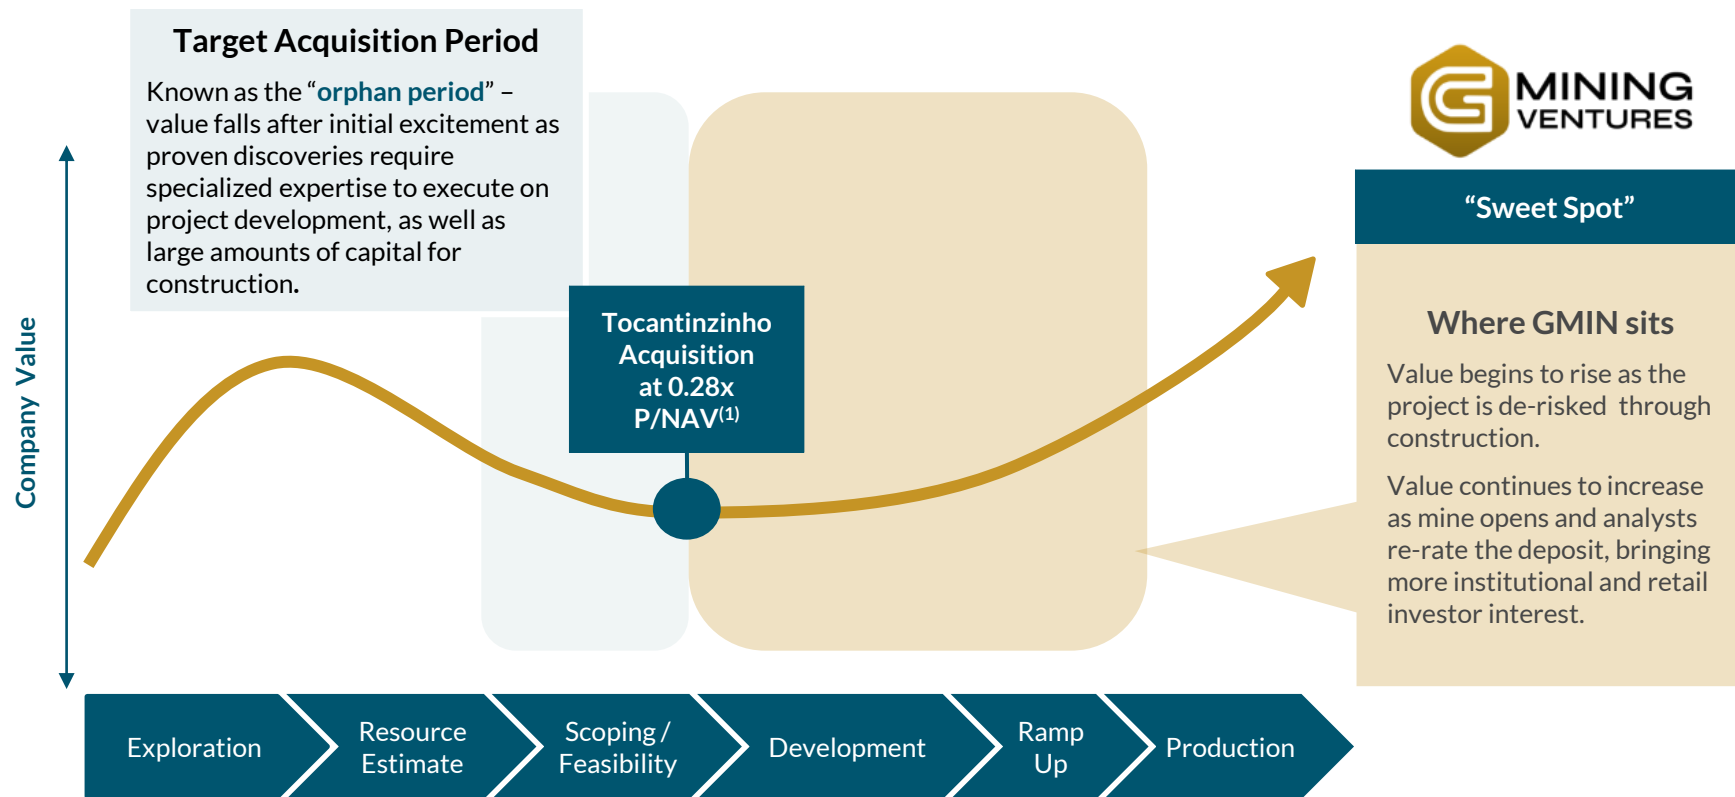 Target Acquisition Period
Known as the “orphan period” –
value falls after initial excitement as
proven discoveries require
specialized expertise to execute on
project development, as well as
large amounts of capital for
construction.
G MINING
VENTURES
“Sweet Spot”
Where GMIN sits
Value begins to rise as the
project is de-risked through
construction.
Value continues to increase
as mine opens and analysts
re-rate the deposit, bringing
more institutional and retail
investor interest.
Tocantinzinho
Acquisition
at 0.28x
P/NAV(1)
Company Value
Exploration
Resource
Estimate
Scoping /
Feasibility
Development
Ramp
Up
Production